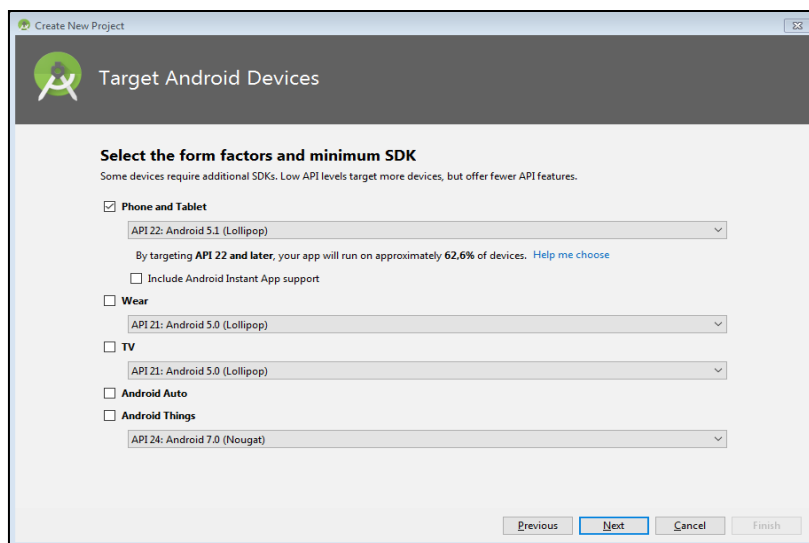 Create New Project
Target Android Devices
Select the form factors and minimum SDK
Some devices require additional SDKs. Low API levels target more devices, but offer fewer API features.
Phone and Tablet
API 22: Android 5.1 (Lollipop)
By targeting API 22 and later, your app will run on approximately 62,6% of devices. Help me choose
Include Android Instant App support
Wear
API 21: Android 5.0 (Lollipop)
TV
API 21: Android 5.0 (Lollipop)
Android Auto
Android Things
API 24: Android 7.0 (Nougat)
Previous Next Cancel Finish